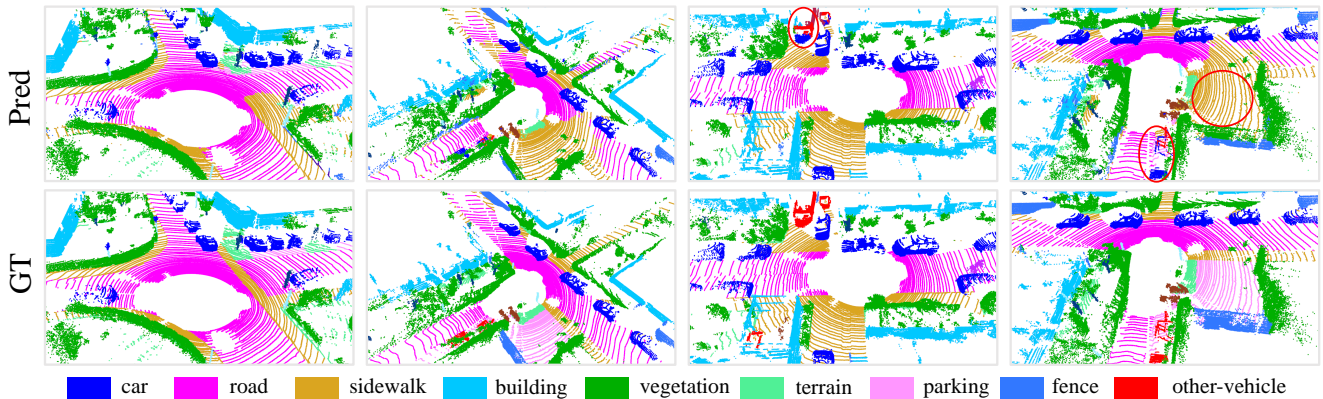 Pred
GT
car road sidewalk building vegetation terrain parking fence other-vehicle